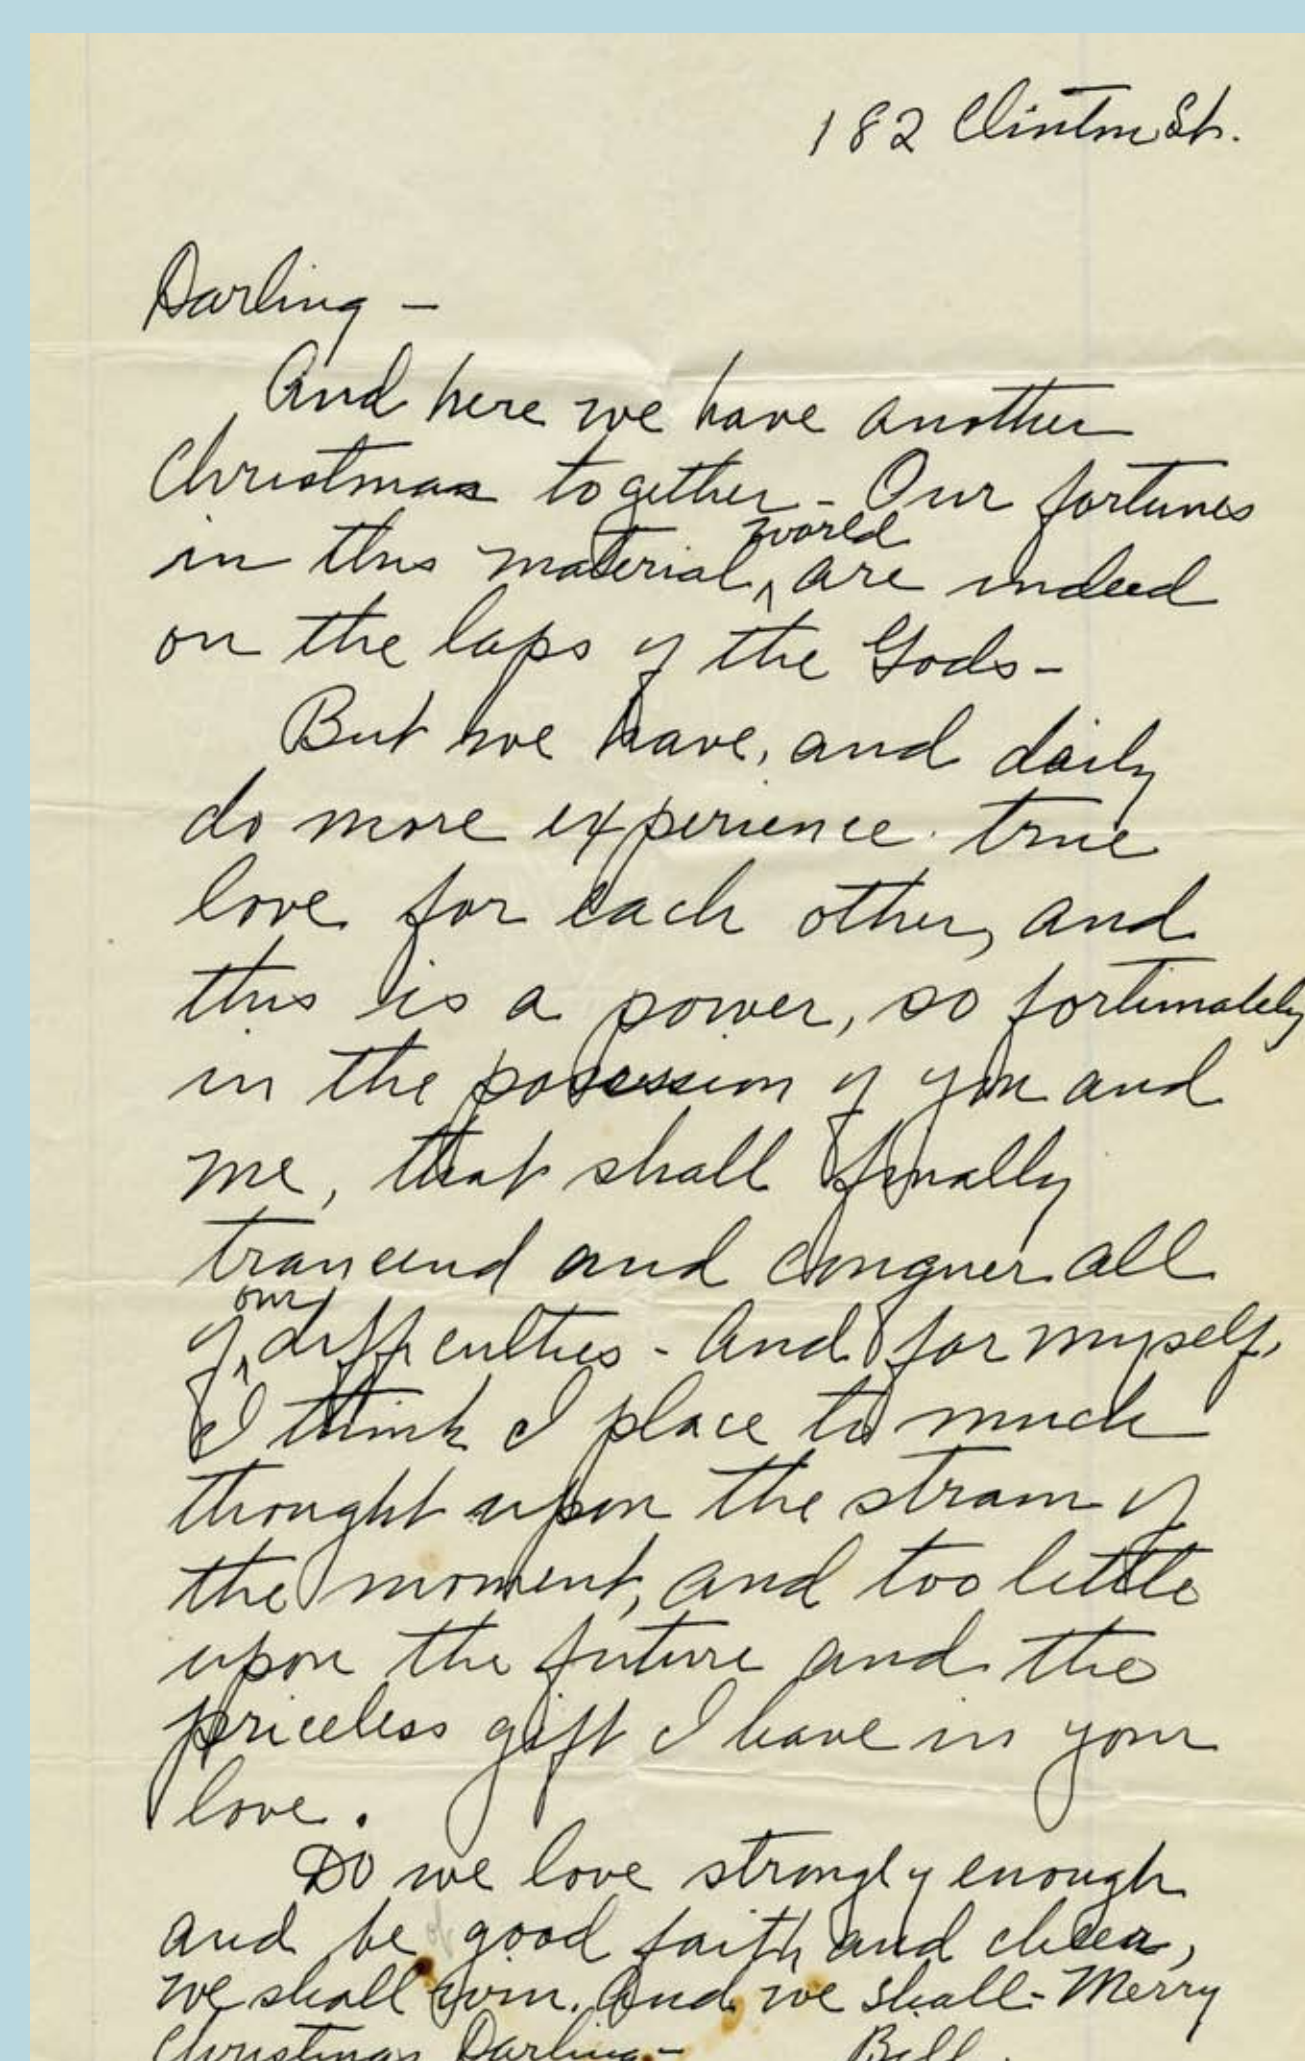 182 Clinton St.
Darling -
And here we have another
Christmas together - Our fortunes
in this material world are indeed
on the laps of the Gods -
But we have, and daily
do more experience true
love for each other, and
this is a power, so fortunately
in the posession of you and
me, that shall finally
trancend and conquer all
of our difficulties - And for myself,
I think I place to much
thought upon the strain of
the moment, and too little
upon the future and the
priceless gift I have in your
love.
Do we love strongly enough
and be of good faith and cheer,
we shall win. And we shall - Merry
Christmas Darling - Bill.